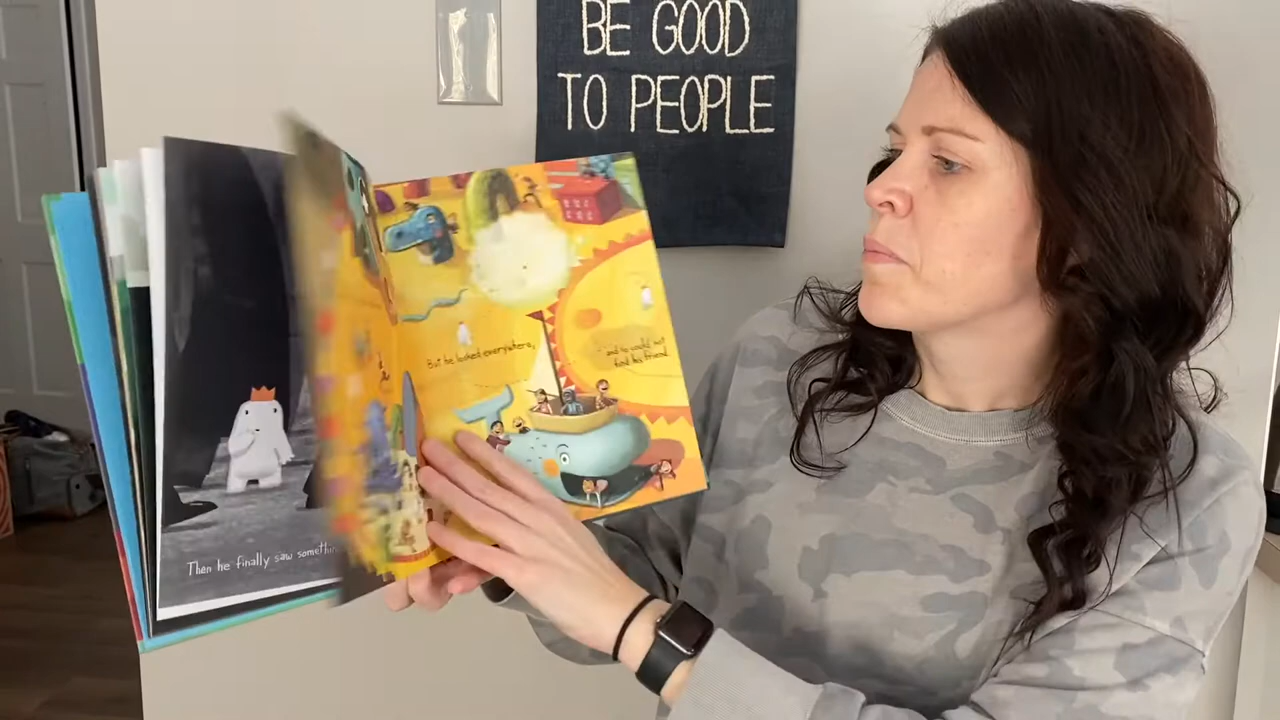 BE GOOD
TO PEOPLE
But he looked everywhere,
and he could not
find his friend.
Then he finally saw